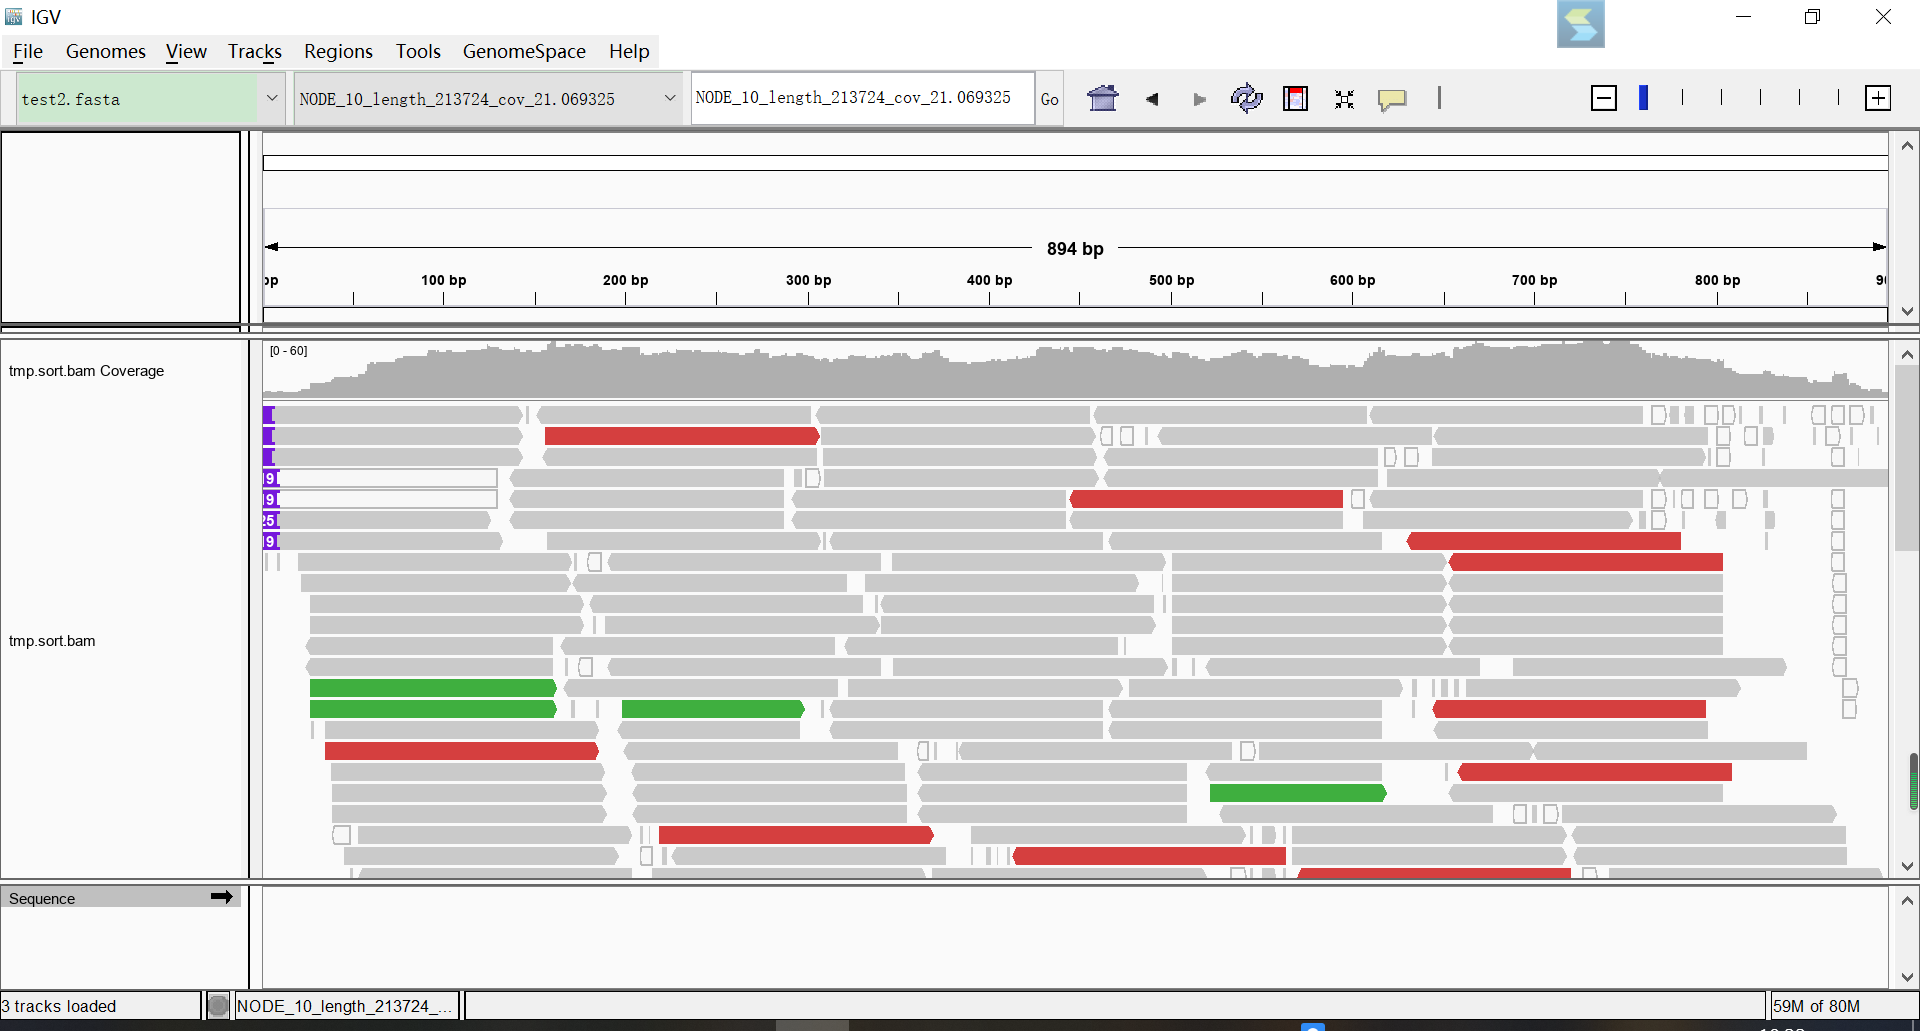 IGV
File Genomes View Tracks Regions Tools GenomeSpace Help
test2.fasta NODE_10_length_213724_cov_21.069325 NODE_10_length_213724_cov_21.069325 Go
894 bp
bp 100 bp 200 bp 300 bp 400 bp 500 bp 600 bp 700 bp 800 bp
[0 - 60]
tmp.sort.bam Coverage
9
9
25
9
tmp.sort.bam
Sequence
3 tracks loaded NODE_10_length_213724_... 59M of 80M